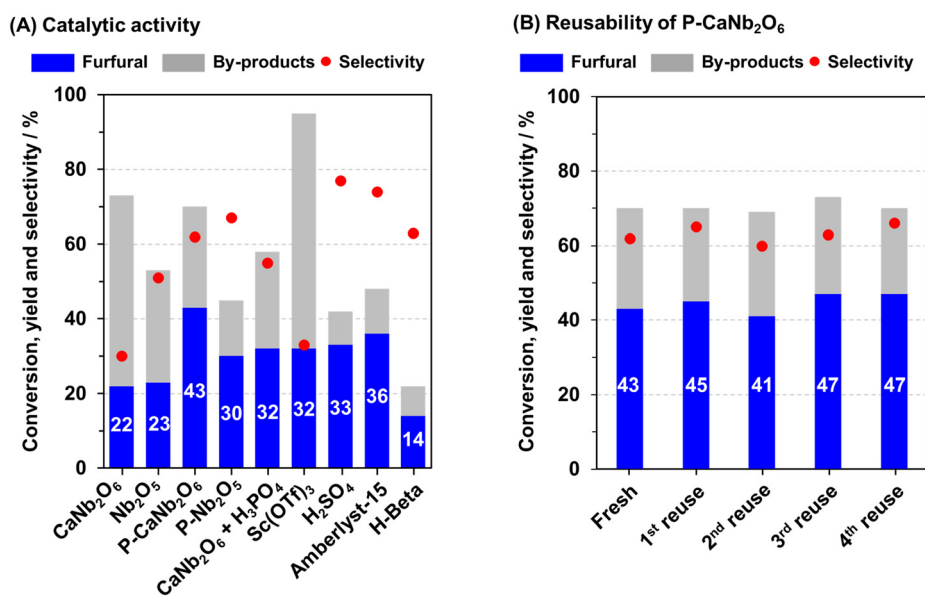 (A) Catalytic activity
Furfural By-products Selectivity
Conversion, yield and selectivity / %
100
80
60
40
20
0
22 23 43 30 32 32 33 36 14
CaNb₂O₆
Nb₂O₅
P-CaNb₂O₆
P-Nb₂O₅
CaNb₂O₆ + H₃PO₄
Sc(OTf)₃
H₂SO₄
Amberlyst-15
H-Beta
(B) Reusability of P-CaNb₂O₆
Furfural By-products Selectivity
Conversion, yield and selectivity / %
100
80
60
40
20
0
43 45 41 47 47
Fresh
1st reuse
2nd reuse
3rd reuse
4th reuse